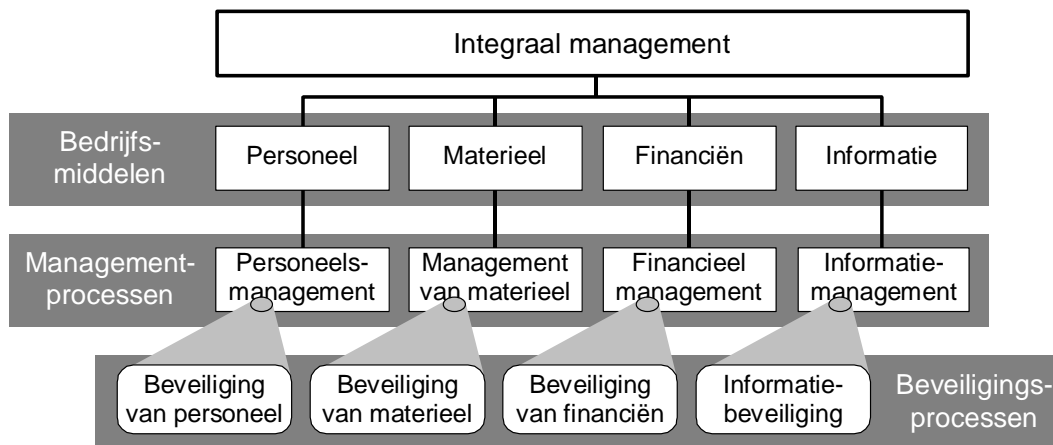 Integraal management
Bedrijfs-
middelen
Personeel
Materieel
Financiën
Informatie
Management-
processen
Personeels-
management
Management
van materieel
Financieel
management
Informatie-
management
Beveiliging
van personeel
Beveiliging
van materieel
Beveiliging
van financiën
Informatie-
beveiliging
Beveiligings-
processen